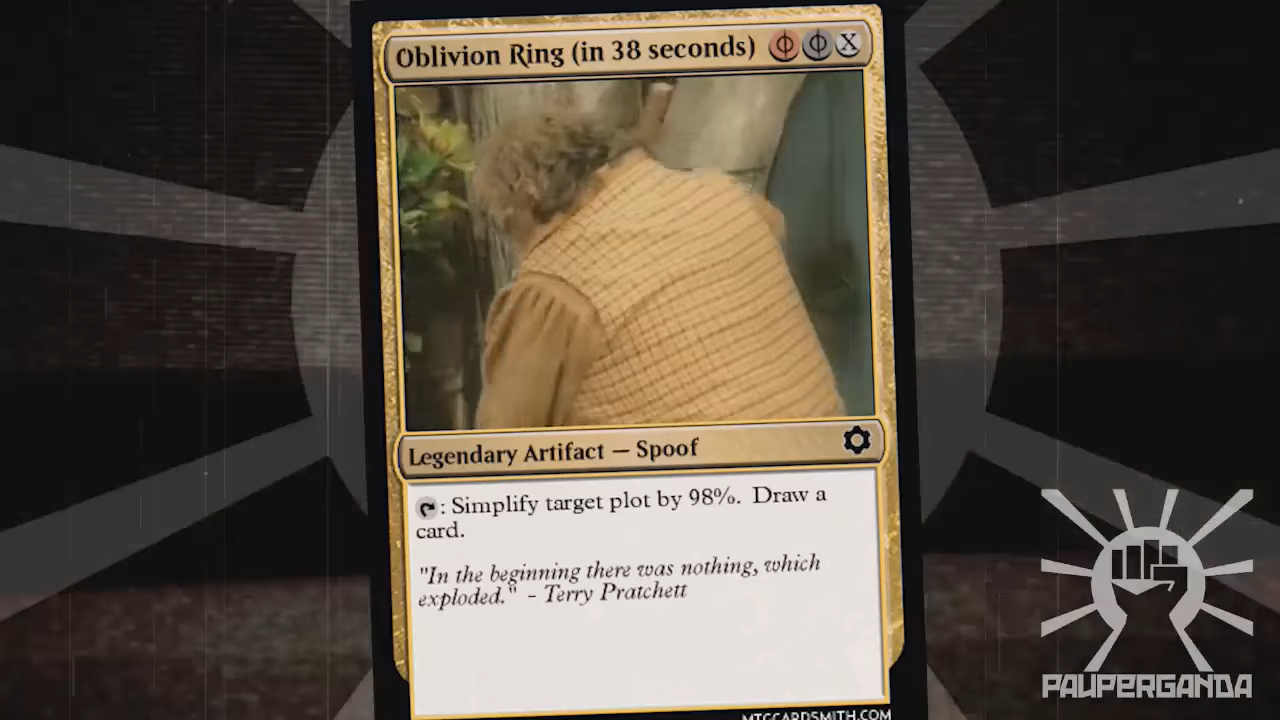 Oblivion Ring (in 38 seconds) X
Legendary Artifact — Spoof
: Simplify target plot by 98%. Draw a
card.
"In the beginning there was nothing, which
exploded." - Terry Pratchett
MTGCARDSMITH.COM
PAUPERGANDA